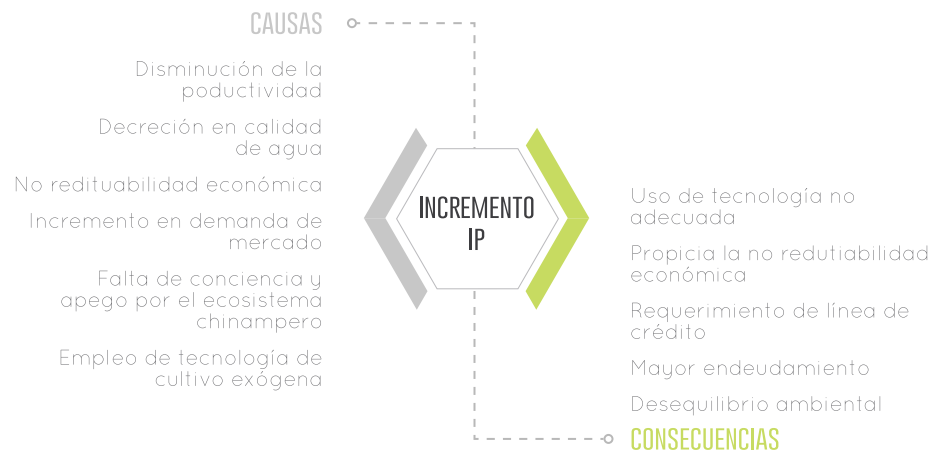 CAUSAS
Disminución de la
poductividad
Decreción en calidad
de agua
No redituabilidad económica
Incremento en demanda de
mercado
Falta de conciencia y
apego por el ecosistema
chinampero
Empleo de tecnología de
cultivo exógena
INCREMENTO
IP
Uso de tecnología no
adecuada
Propicia la no redutiabilidad
económica
Requerimiento de línea de
crédito
Mayor endeudamiento
Desequilibrio ambiental
CONSECUENCIAS